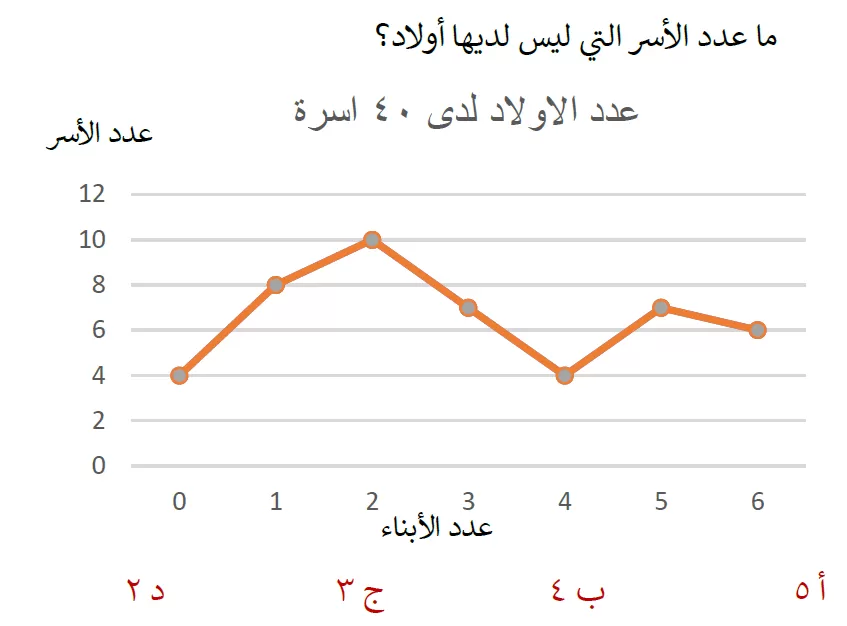 ما عدد الأسر التي ليس لديها أولاد؟
عدد الاولاد لدى ٤٠ اسرة
عدد الأسر
12
10
8
6
4
2
0
0 1 2 3 4 5 6
عدد الأبناء
أ ٥ ب ٤ ج ٣ د ٢